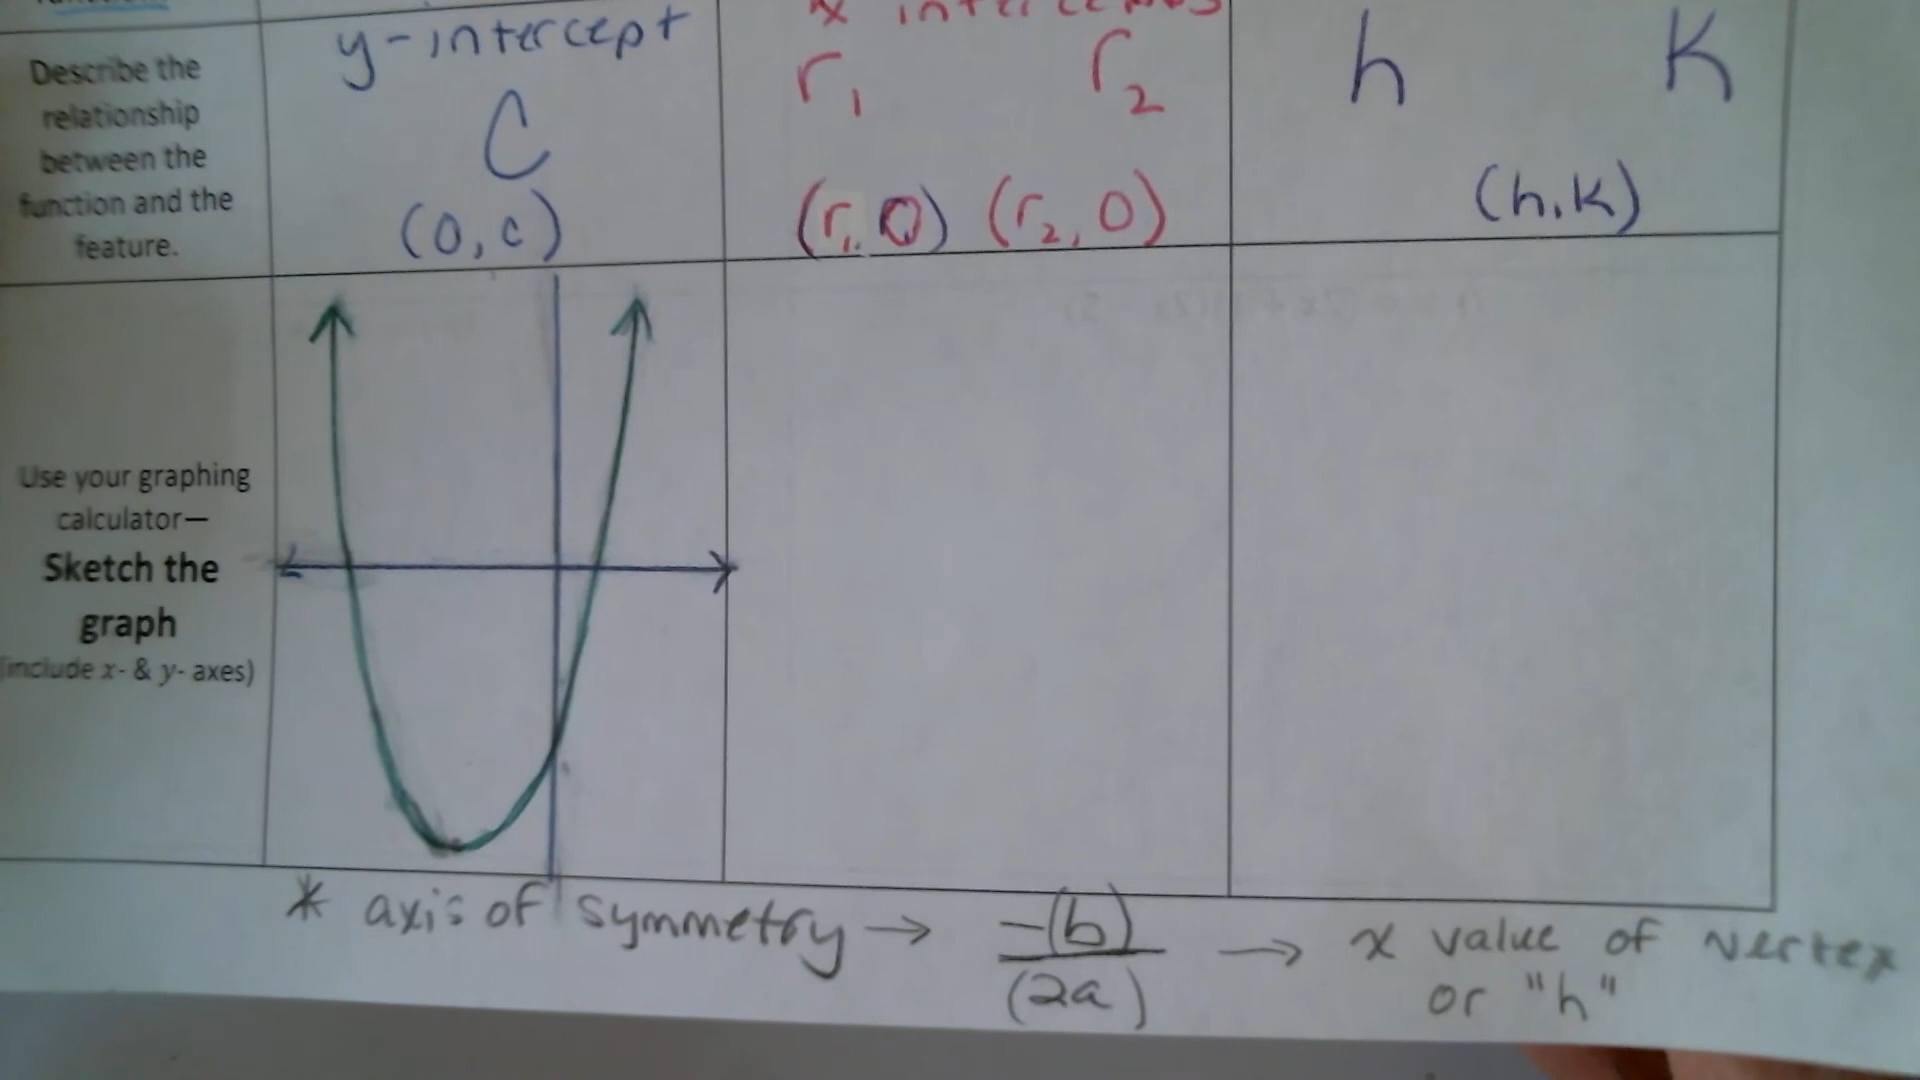 Describe the
relationship
between the
function and the
feature.
y-intercept
C
(0, c)
x intercepts
r1 r2
(r1, 0) (r2, 0)
h K
(h,k)
Use your graphing
calculator—
Sketch the
graph
(include x- & y- axes)
* axis of symmetry → -(b)/(2a) → x value of vertex
or "h"